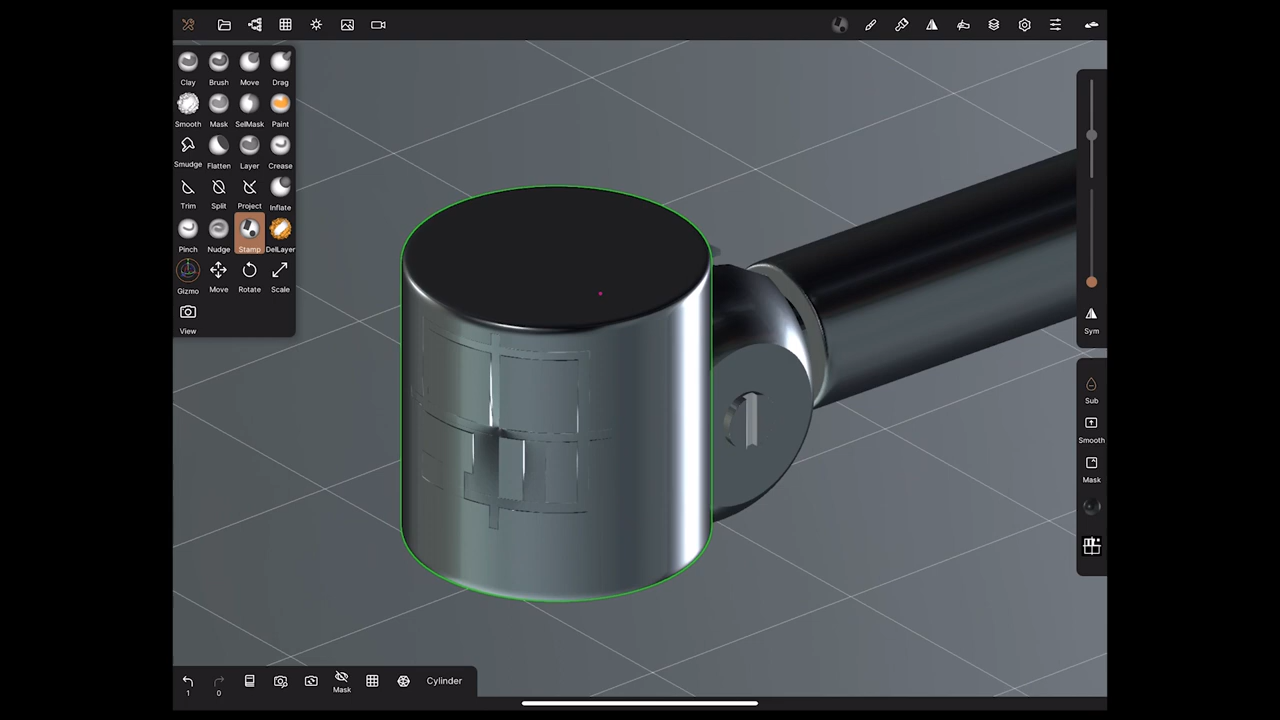 Clay Brush Move Drag
Smooth Mask SelMask Paint
Smudge Flatten Layer Crease
Trim Split Project Inflate
Pinch Nudge Stamp DelLayer
Gizmo Move Rotate Scale
View
Sym
Sub
Smooth
Mask
1 0 Mask Cylinder